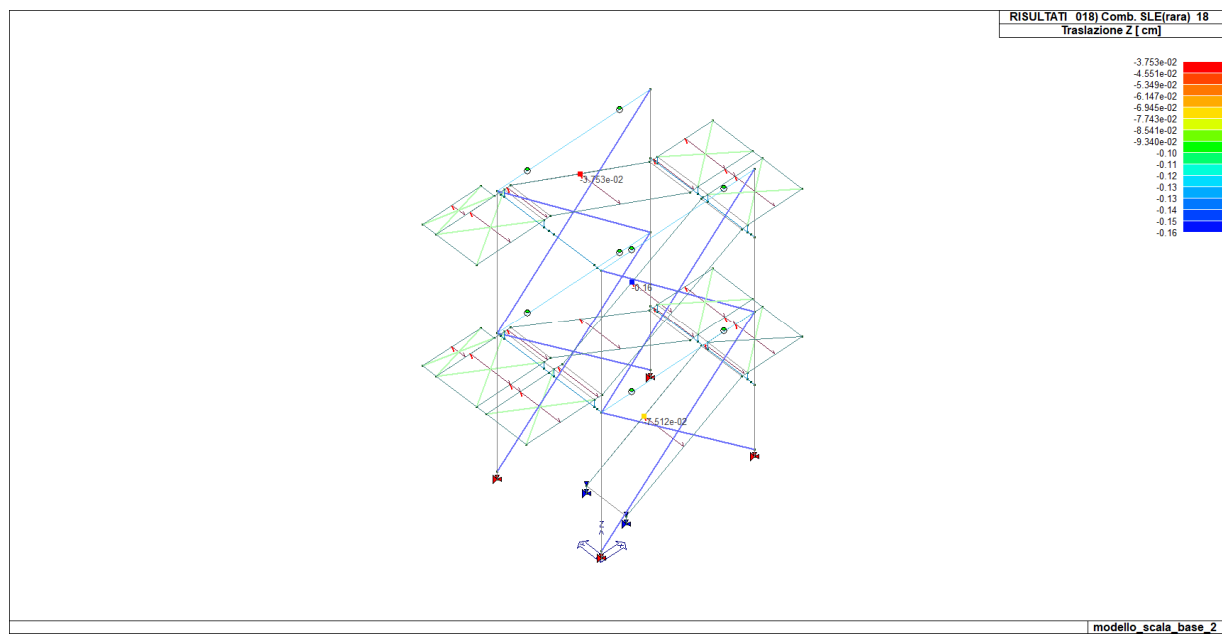 RISULTATI 018) Comb. SLE(rara) 18
Traslazione Z [ cm]
-3.753e-02
-4.551e-02
-5.349e-02
-6.147e-02
-6.945e-02
-7.743e-02
-8.541e-02
-9.340e-02
-0.10
-0.11
-0.12
-0.13
-0.13
-0.14
-0.15
-0.16
-3.753e-02
-0.16
-7.512e-02
Z
modello_scala_base_2